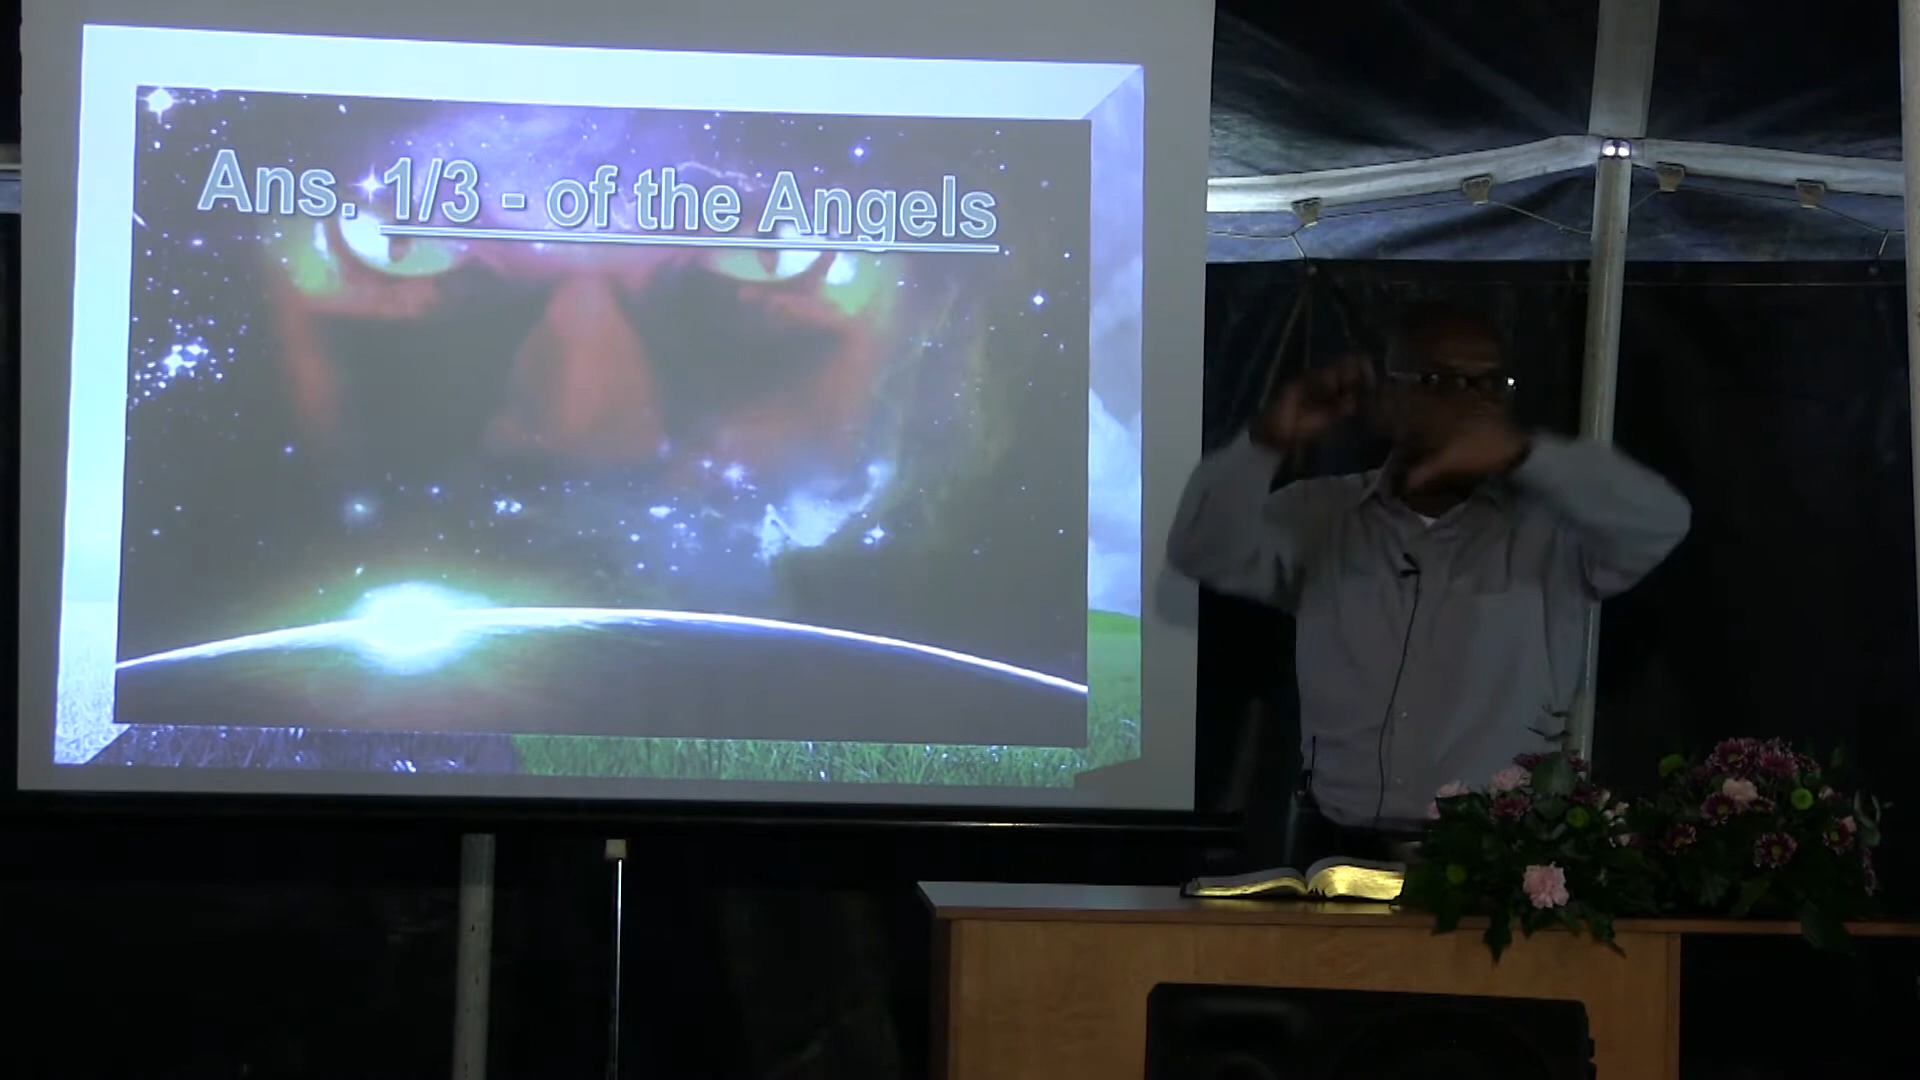 Ans. 1/3 - of the Angels